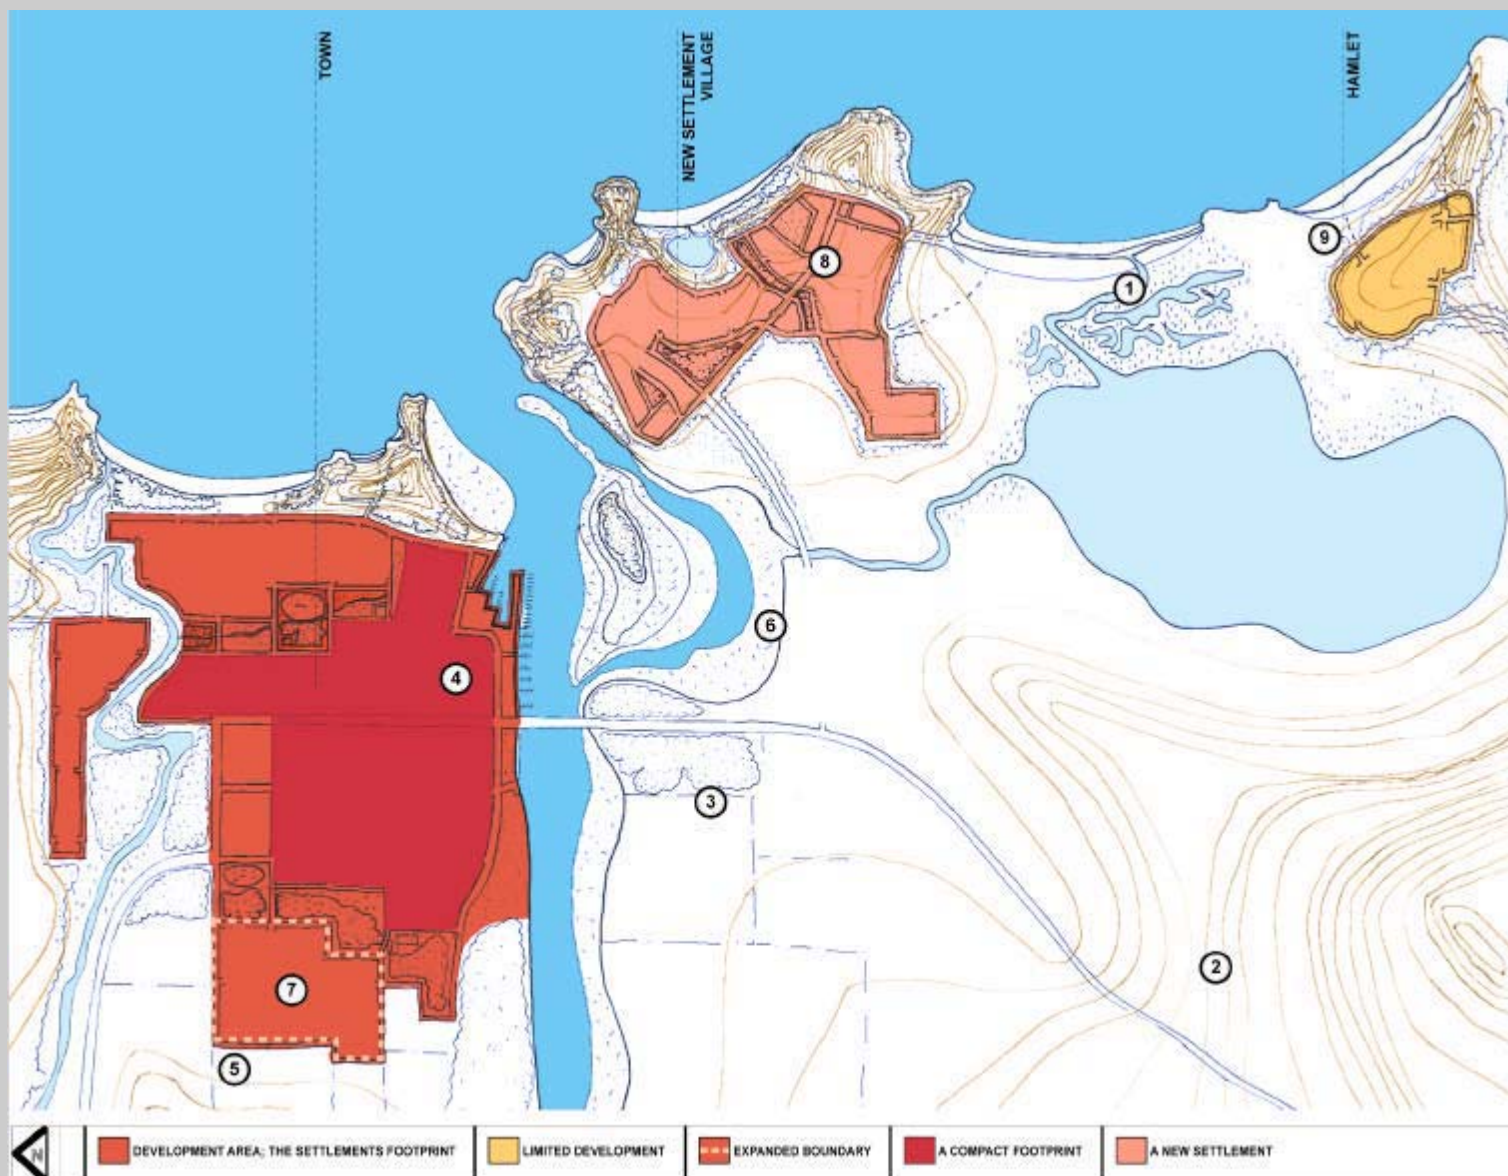 TOWN
NEW SETTLEMENT
VILLAGE
HAMLET
8
9
1
6
4
3
2
7
5
N
DEVELOPMENT AREA; THE SETTLEMENTS FOOTPRINT
LIMITED DEVELOPMENT
EXPANDED BOUNDARY
A COMPACT FOOTPRINT
A NEW SETTLEMENT